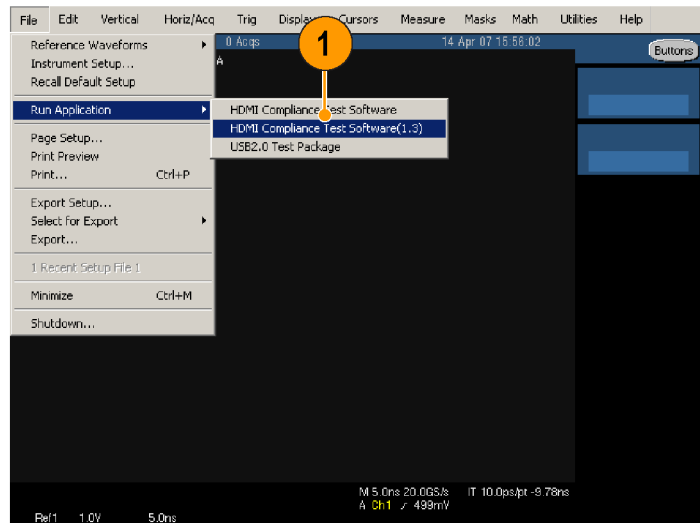 File Edit Vertical Horiz/Acq Trig Display Cursors Measure Masks Math Utilities Help
0 Acqs 14 Apr 07 15:58:02
Buttons
A
1
Reference Waveforms
Instrument Setup...
Recall Default Setup
Run Application
HDMI Compliance Test Software
HDMI Compliance Test Software(1.3)
USB2.0 Test Package
Page Setup...
Print Preview
Print... Ctrl+P
Export Setup...
Select for Export
Export...
1 Recent Setup File 1
Minimize Ctrl+M
Shutdown...
M 5.0ns 20.0GS/s IT 10.0ps/pt -9.78ns
A Ch1 499mV
Ref1 1.0V 5.0ns